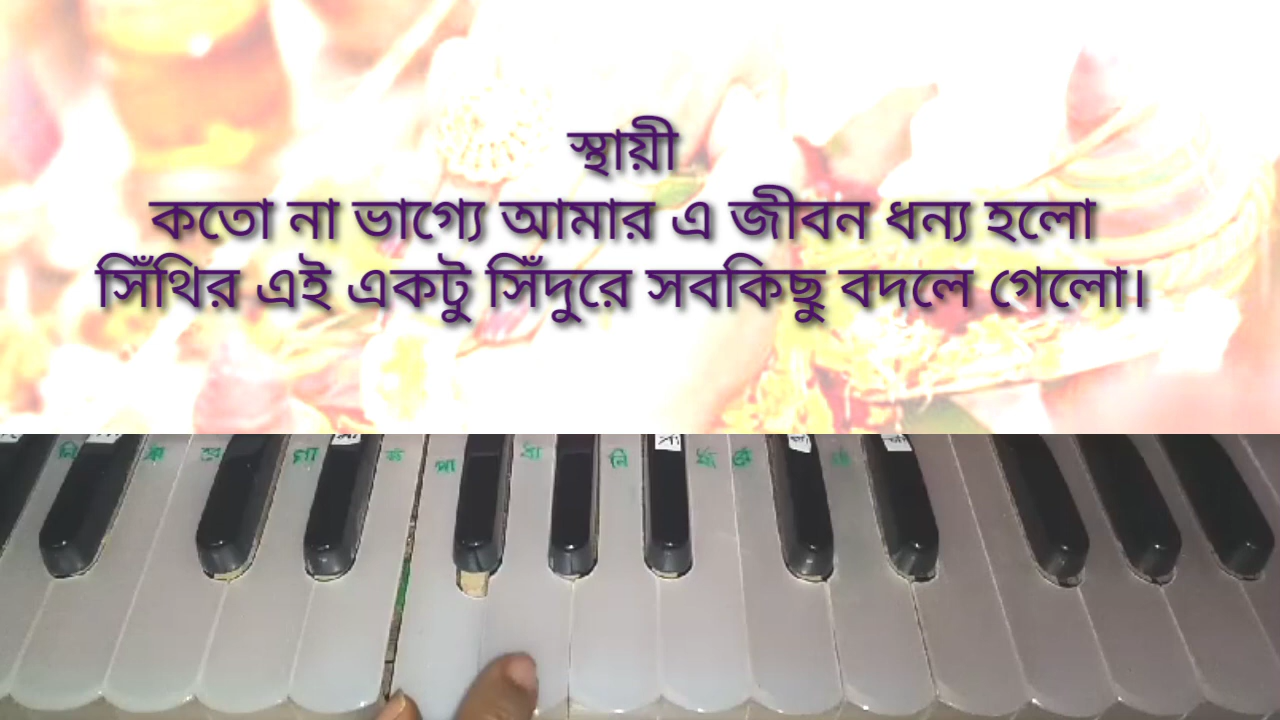 স্থায়ী
কতো না ভাগ্যে আমার এ জীবন ধন্য হলো
সিঁথির এই একটু সিঁদুরে সবকিছু বদলে গেলো।
নি সা রে গা ম পা ধা নি